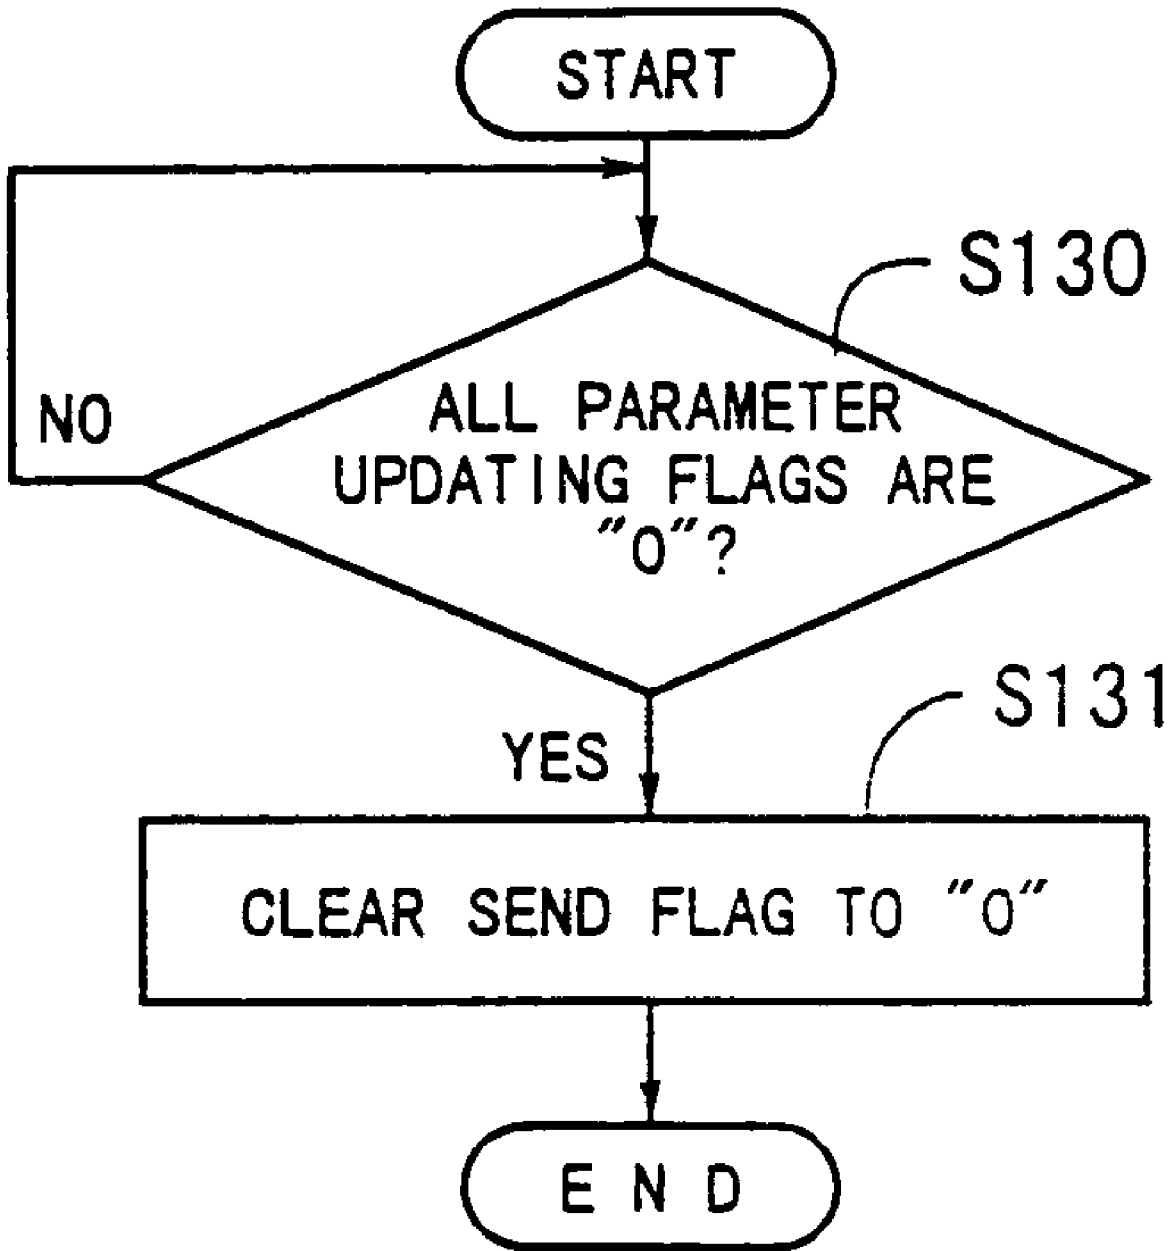 START
S130
NO
ALL PARAMETER
UPDATING FLAGS ARE
"0"?
S131
YES
CLEAR SEND FLAG TO "0"
END